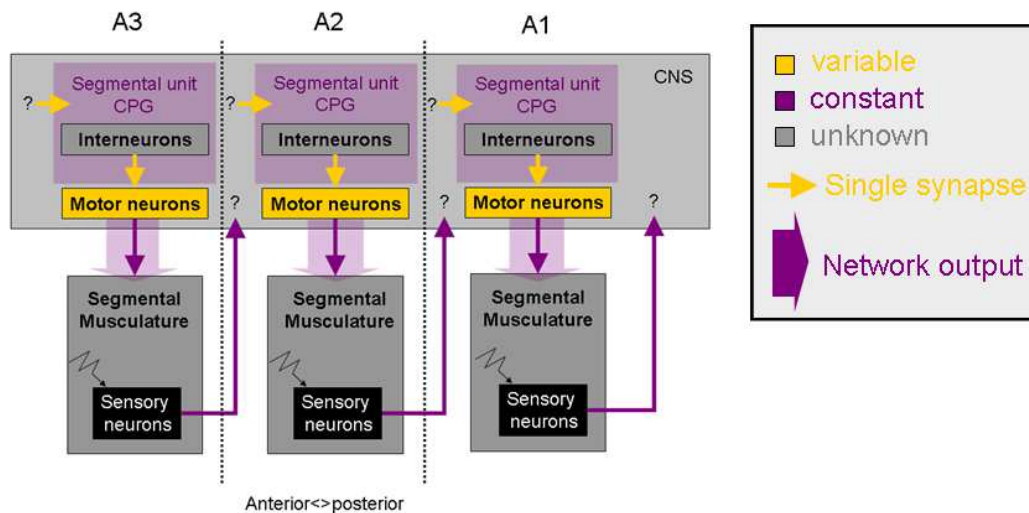 A3
A2
A1
CNS
Segmental unit
CPG
?
Interneurons
Motor neurons
?
Segmental
Musculature
Sensory
neurons
Segmental unit
CPG
?
Interneurons
Motor neurons
?
Segmental
Musculature
Sensory
neurons
Segmental unit
CPG
?
Interneurons
Motor neurons
?
Segmental
Musculature
Sensory
neurons
Anterior<>posterior
variable
constant
unknown
Single synapse
Network output